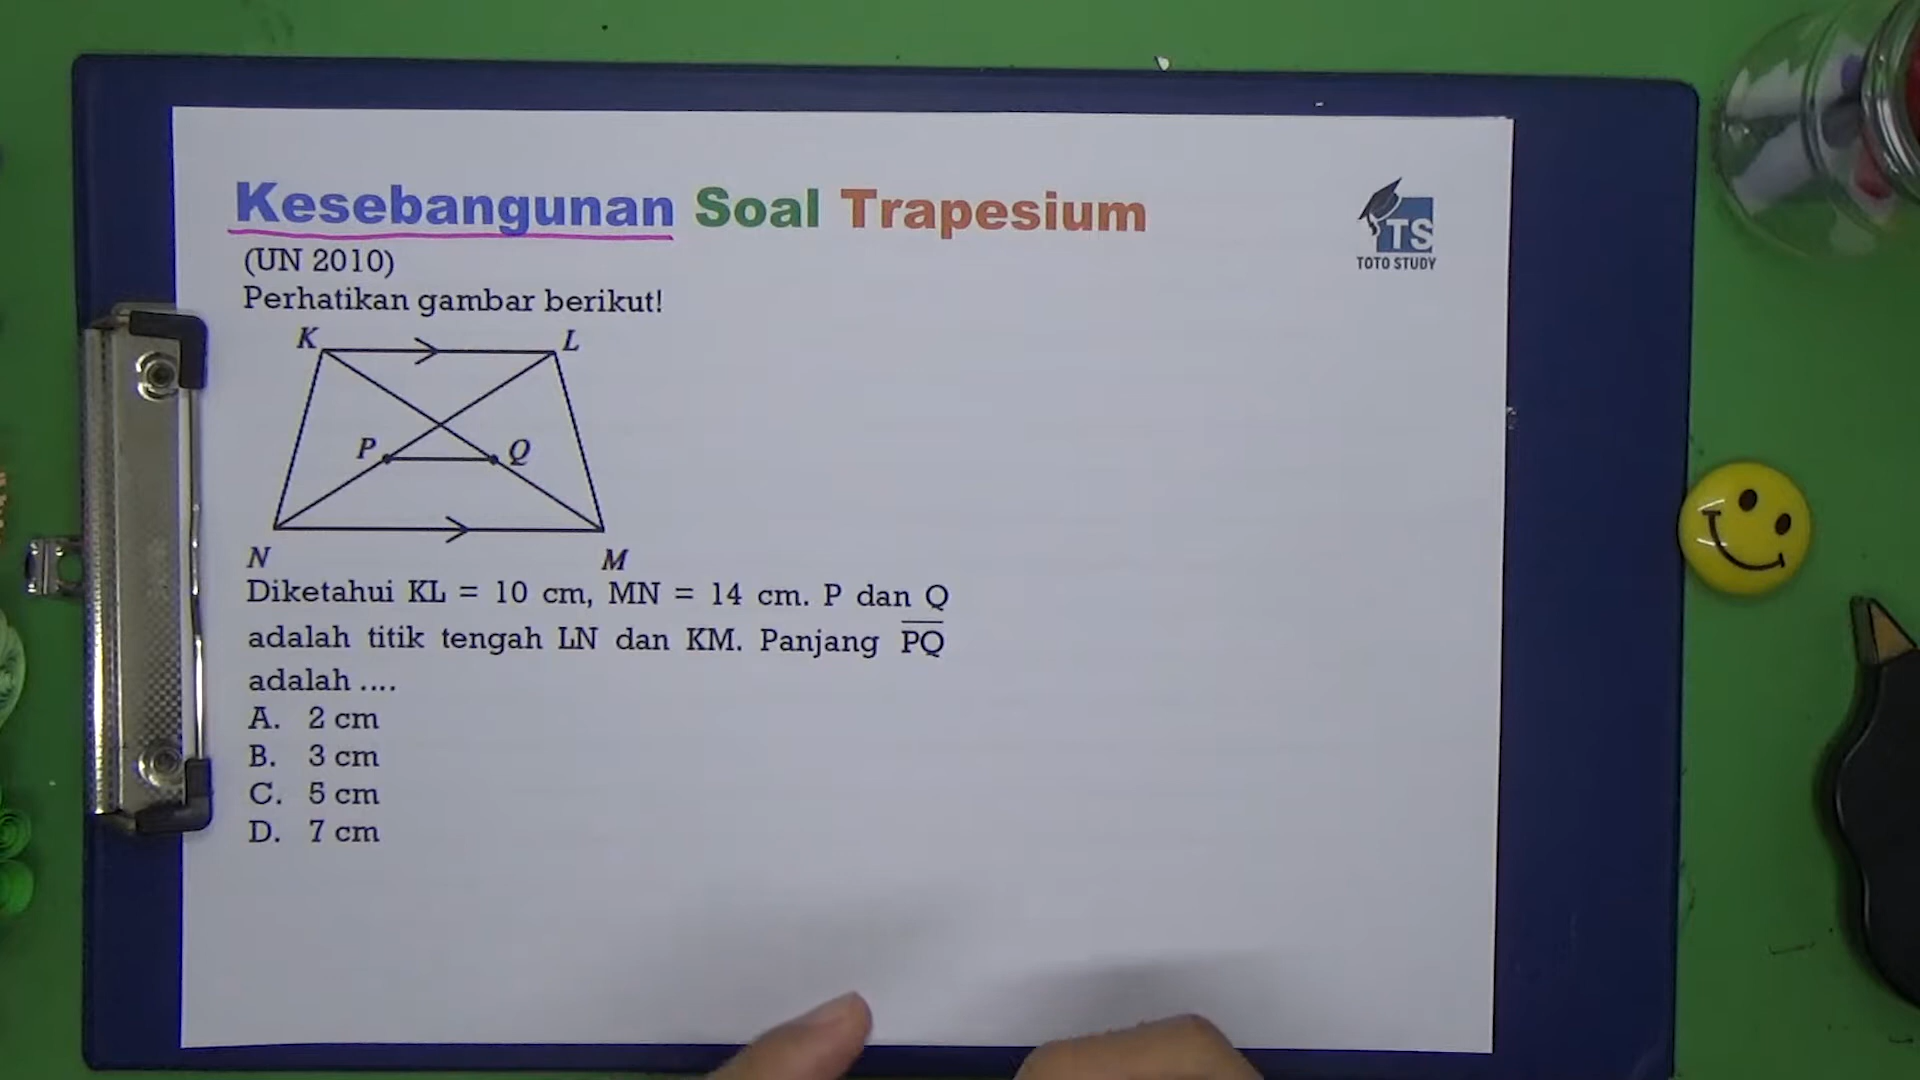 Kesebangunan Soal Trapesium
TS
TOTO STUDY
(UN 2010)
Perhatikan gambar berikut!
K
L
P
Q
N
M
Diketahui KL = 10 cm, MN = 14 cm. P dan Q
adalah titik tengah LN dan KM. Panjang P̅Q̅
adalah ....
A. 2 cm
B. 3 cm
C. 5 cm
D. 7 cm